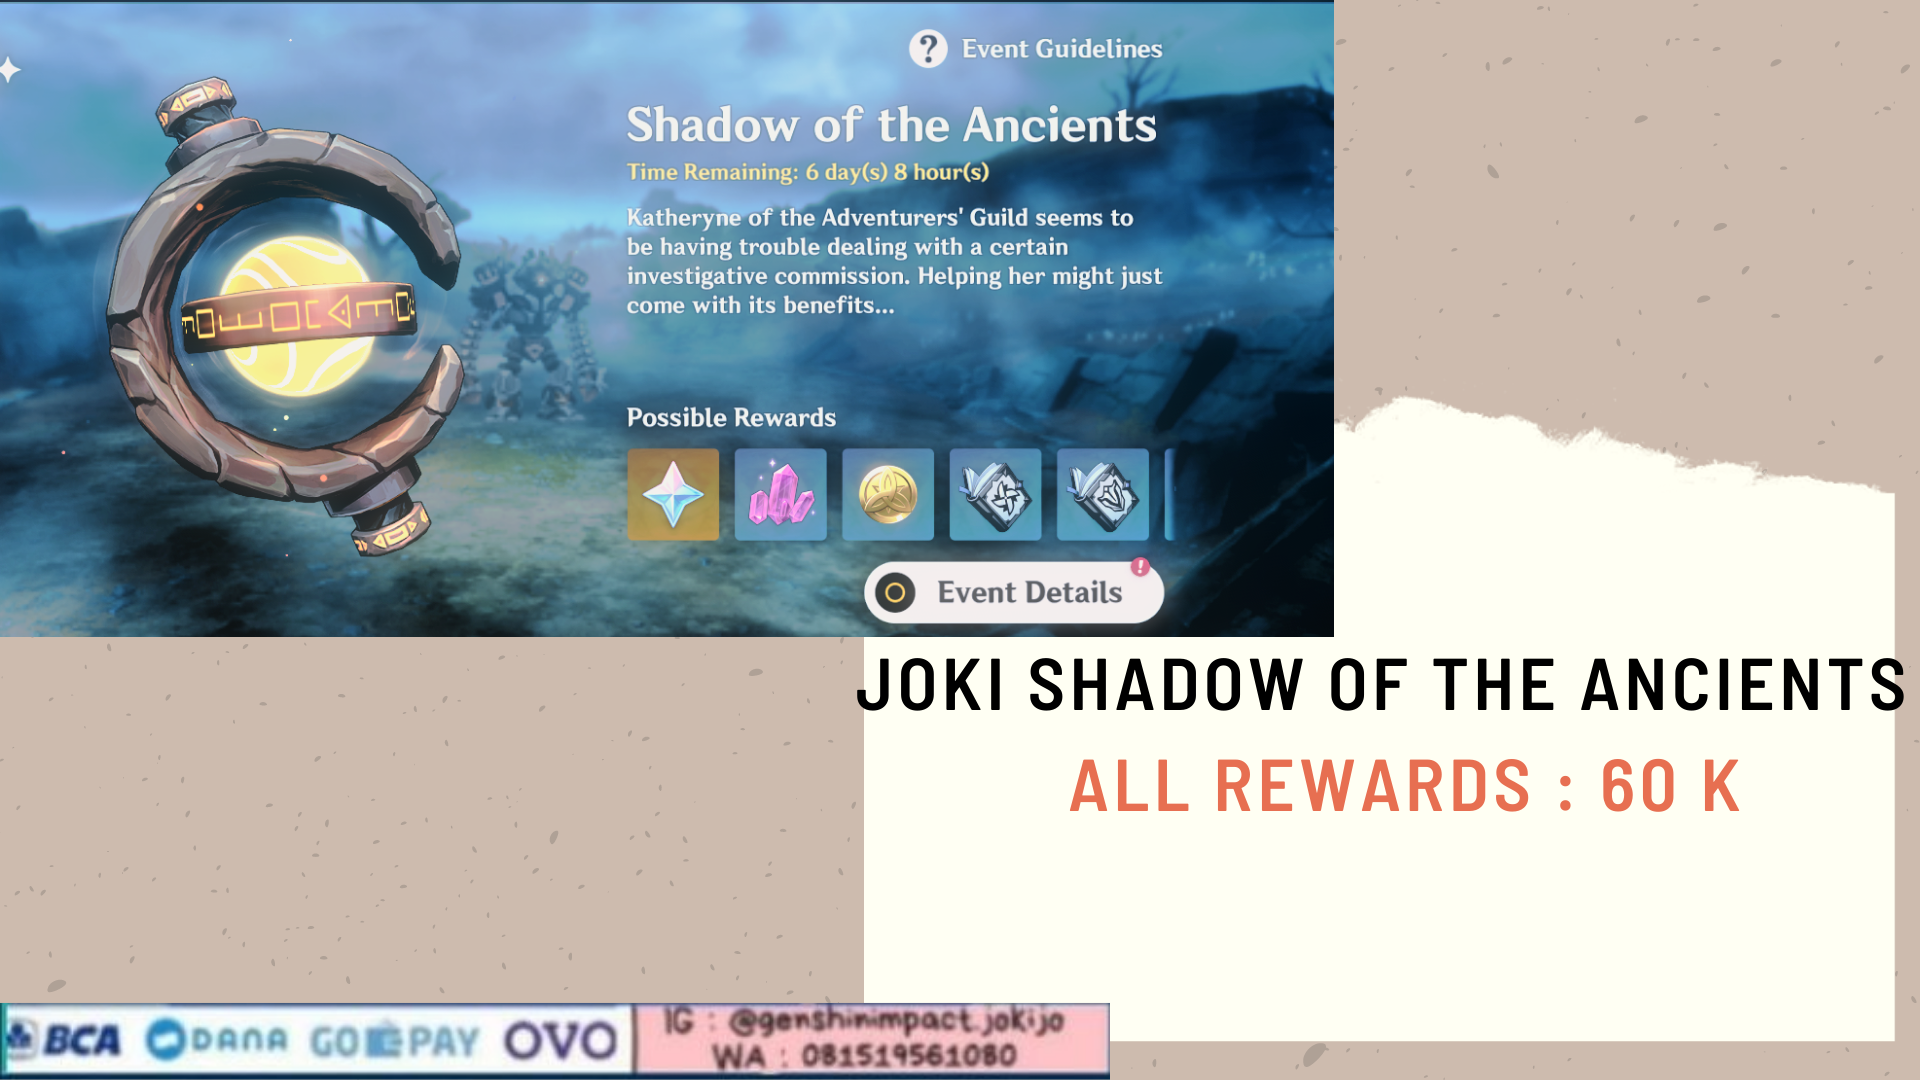 Event Guidelines
Shadow of the Ancients
Time Remaining: 6 day(s) 8 hour(s)
Katheryne of the Adventurers' Guild seems to
be having trouble dealing with a certain
investigative commission. Helping her might just
come with its benefits...
Possible Rewards
Event Details
JOKI SHADOW OF THE ANCIENTS
ALL REWARDS : 60 K
BCA DANA GOPAY OVO
IG : @genshinimpact.jokijo
WA : 081519561080